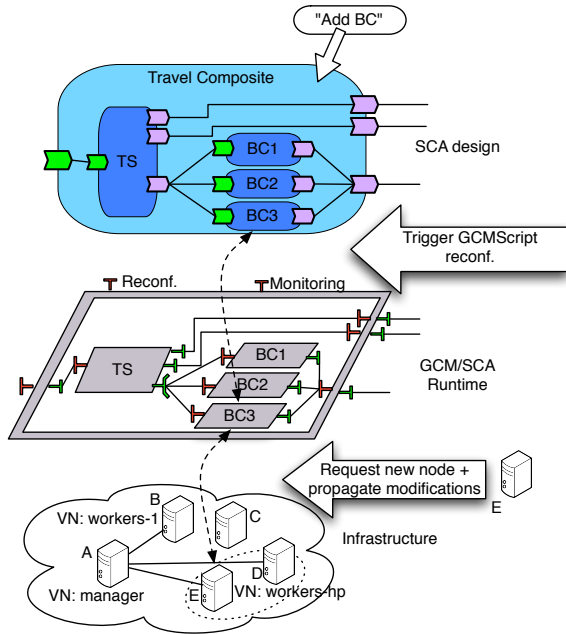 "Add BC"
Travel Composite
TS
BC1
BC2
BC3
SCA design
Trigger GCMScript
reconf.
Reconf.
Monitoring
TS
BC1
BC2
BC3
GCM/SCA
Runtime
Request new node +
propagate modifications
E
B
VN: workers-1
C
A
Infrastructure
D
E
VN: manager
VN: workers-hp